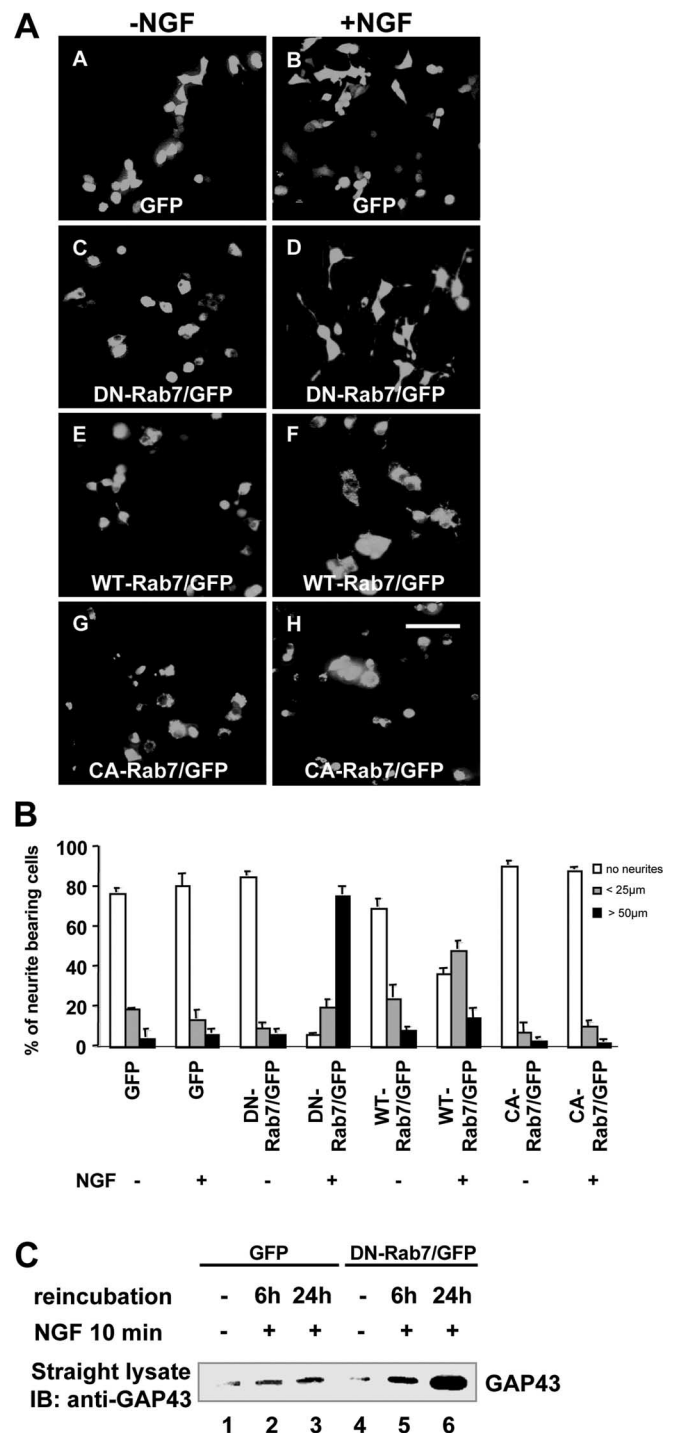 A
-NGF +NGF
A B
GFP GFP
C D
DN-Rab7/GFP DN-Rab7/GFP
E F
WT-Rab7/GFP WT-Rab7/GFP
G H
CA-Rab7/GFP CA-Rab7/GFP
B
% of neurite bearing cells
100
80
60
40
20
0
no neurites
< 25µm
> 50µm
GFP
GFP
DN-
Rab7/GFP
DN-
Rab7/GFP
WT-
Rab7/GFP
WT-
Rab7/GFP
CA-
Rab7/GFP
CA-
Rab7/GFP
NGF - + - + - + - +
C
GFP DN-Rab7/GFP
reincubation - 6h 24h - 6h 24h
NGF 10 min - + + - + +
Straight lysate
IB: anti-GAP43
GAP43
1 2 3 4 5 6